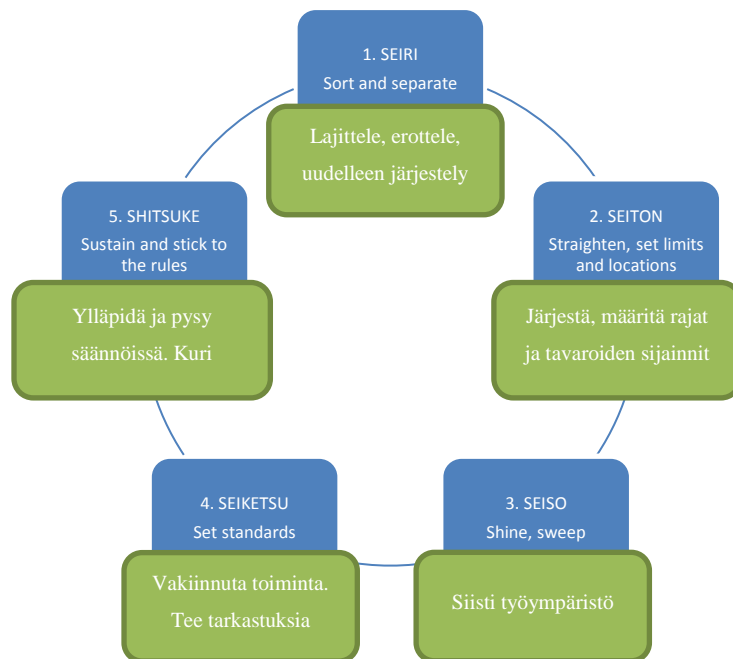 1. SEIRI
Sort and separate
Lajittele, erottele,
uudelleen järjestely
2. SEITON
Straighten, set limits
and locations
Järjestä, määritä rajat
ja tavaroiden sijainnit
3. SEISO
Shine, sweep
Siisti työympäristö
4. SEIKETSU
Set standards
Vakiinnuta toiminta.
Tee tarkastuksia
5. SHITSUKE
Sustain and stick to
the rules
Ylläpidä ja pysy
säännöissä. Kuri